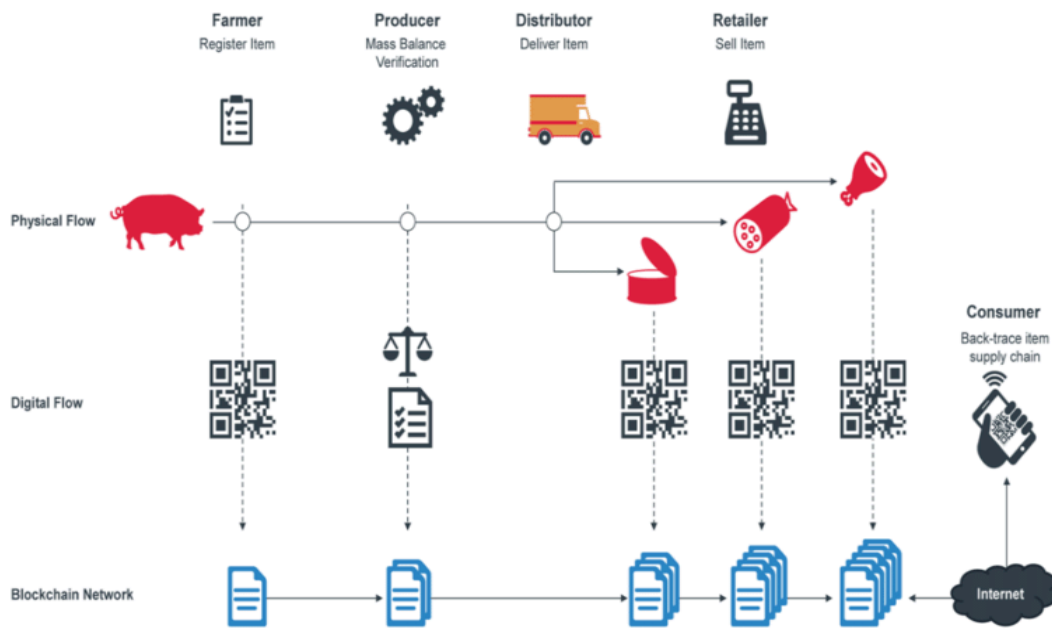 Farmer
Register Item
Producer
Mass Balance
Verification
Distributor
Deliver Item
Retailer
Sell Item
Physical Flow
Consumer
Back-trace item
supply chain
Digital Flow
Blockchain Network
Internet